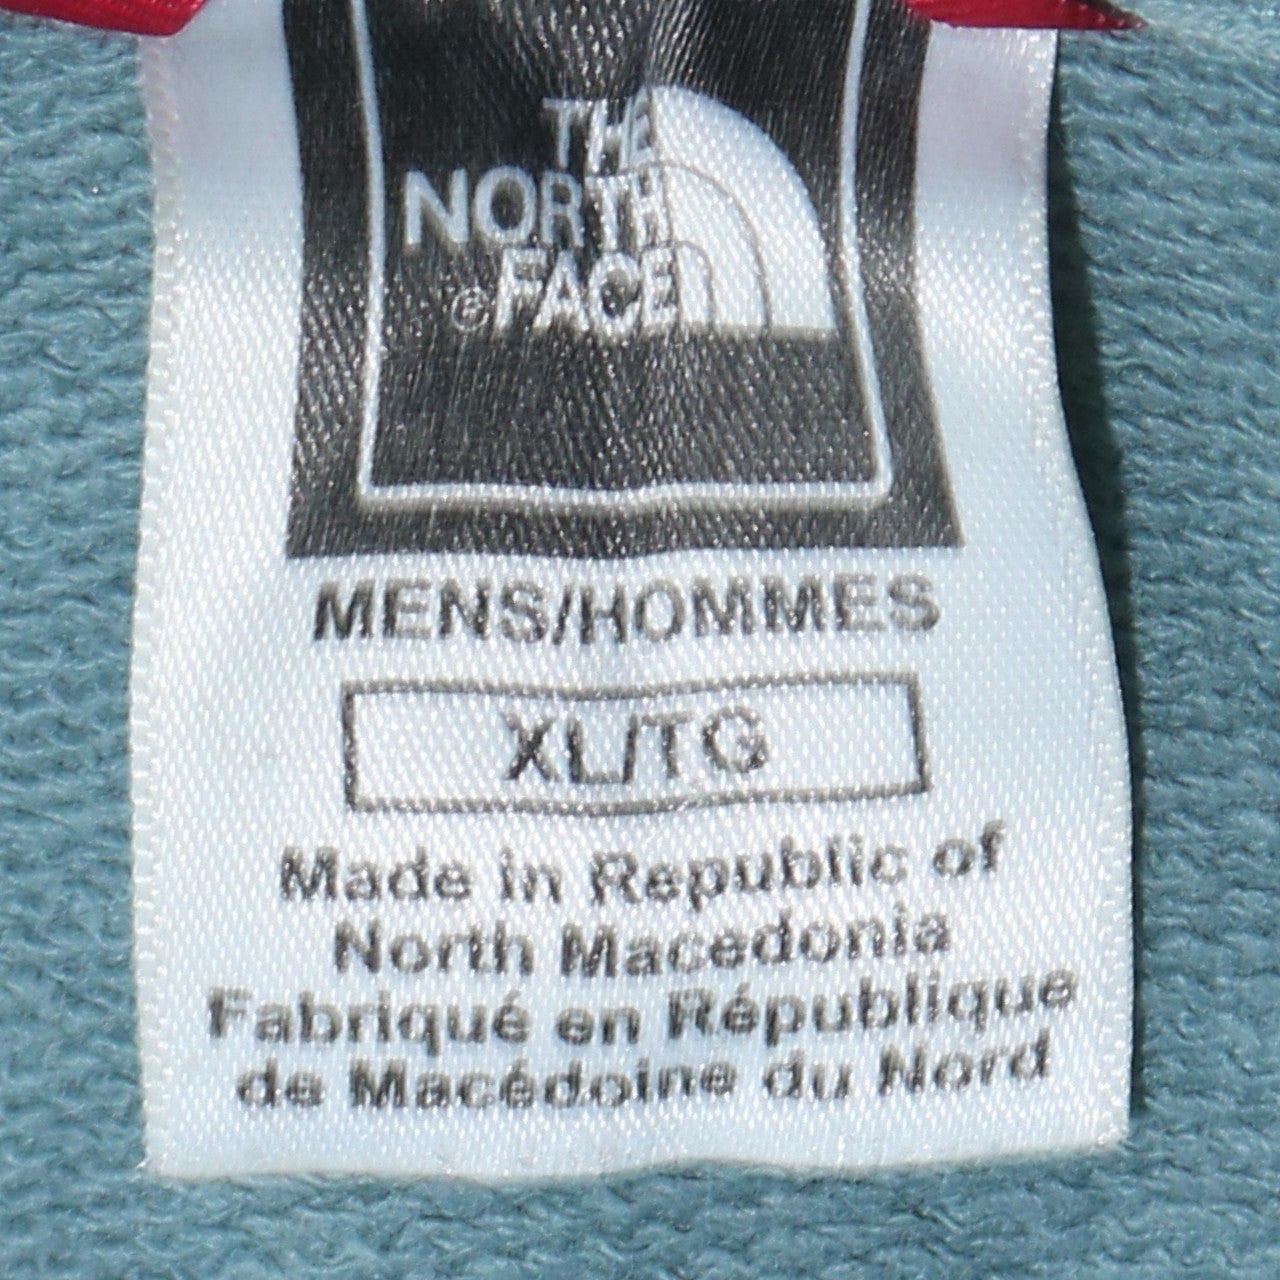 THE
NORTH
FACE
MENS/HOMMES
XL/TG
Made in Republic of
North Macedonia
Fabriqué en République
de Macédoine du Nord